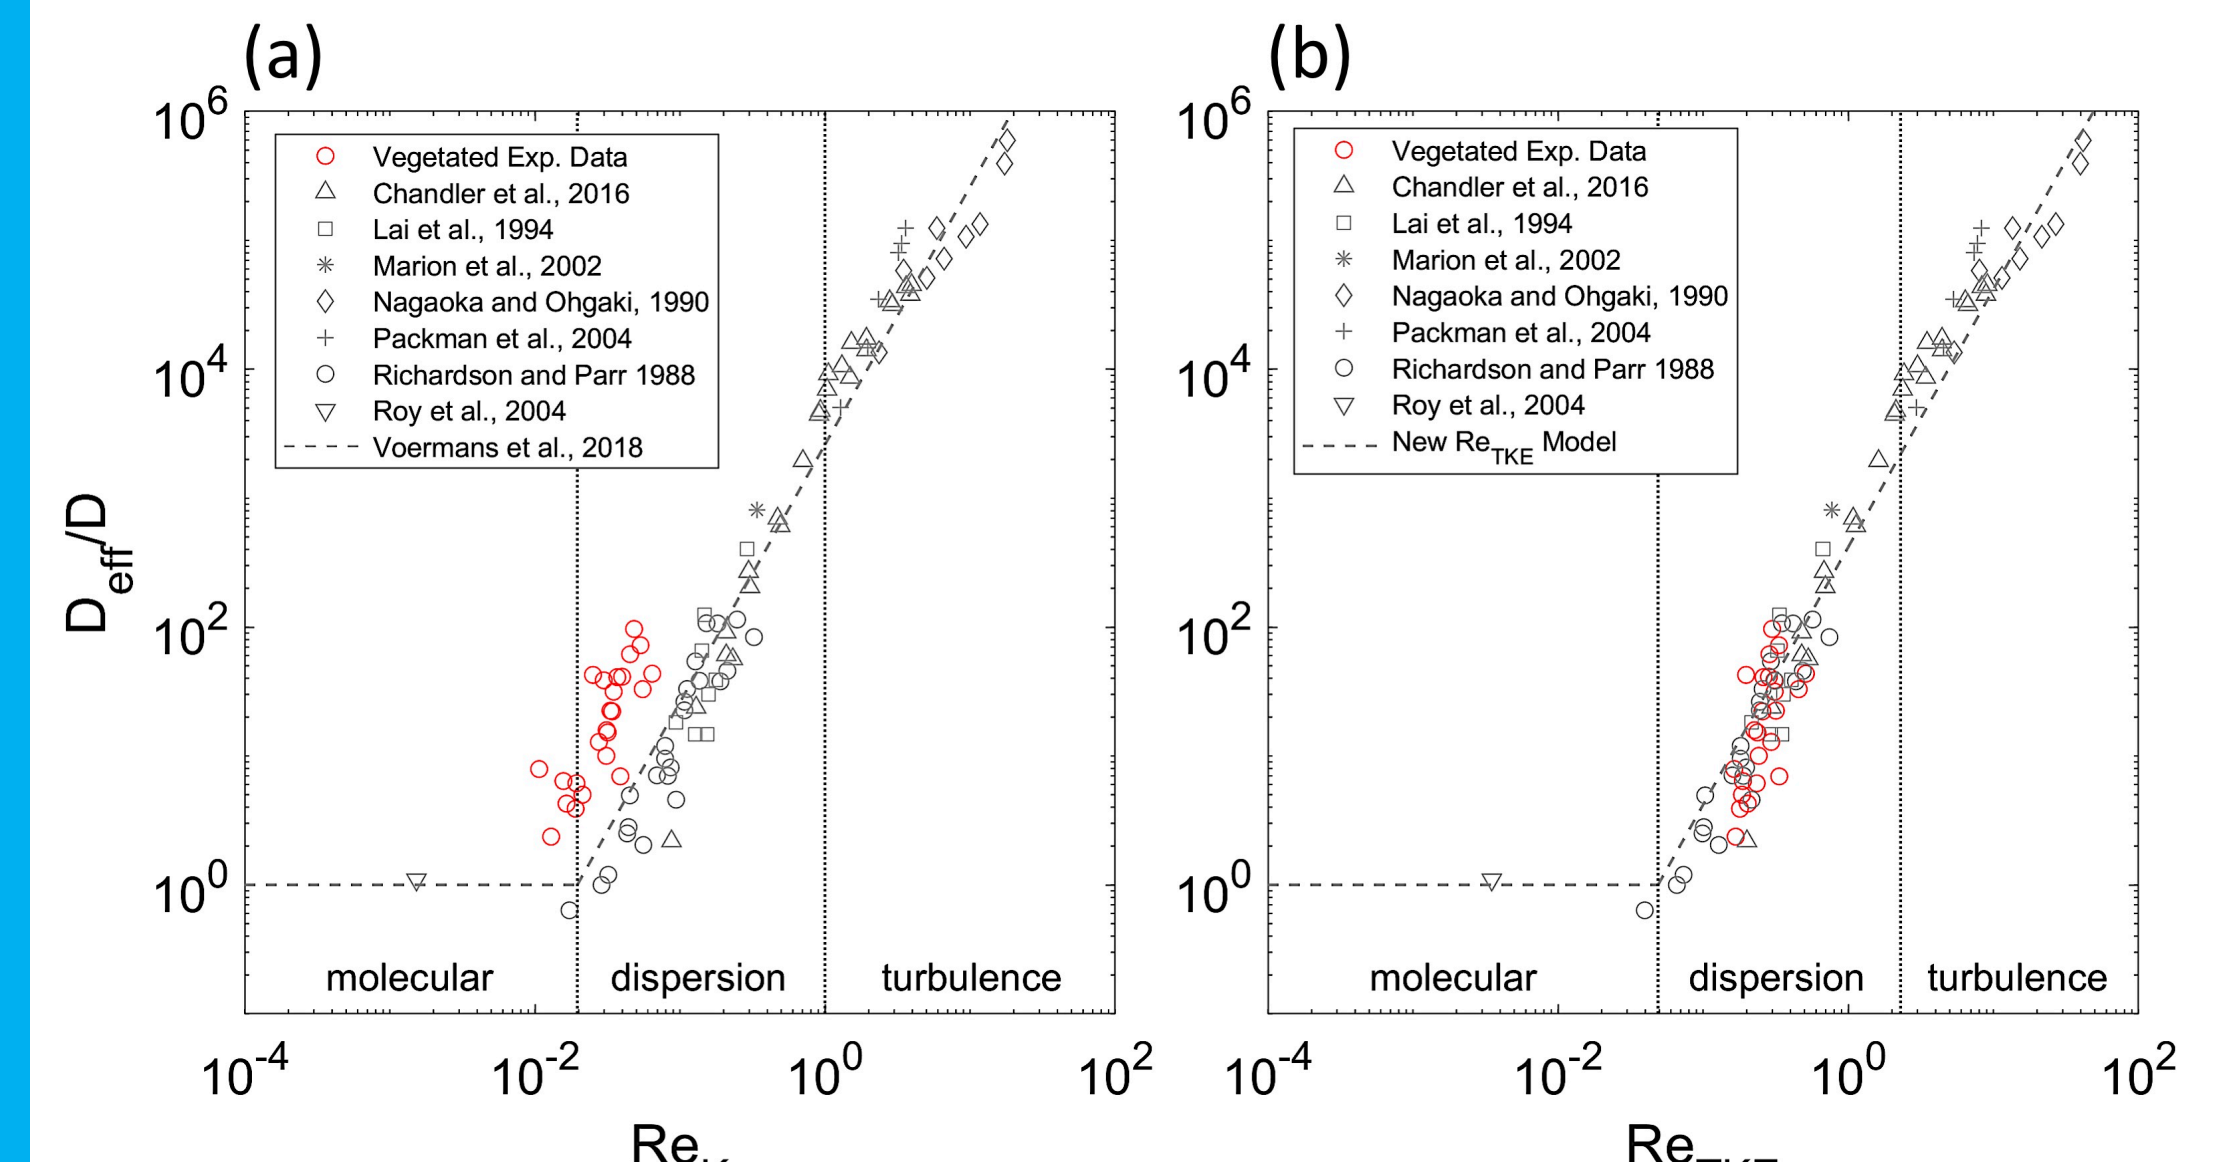 (a)
10^6
10^4
10^2
10^0
D_eff/D
Vegetated Exp. Data
Chandler et al., 2016
Lai et al., 1994
Marion et al., 2002
Nagaoka and Ohgaki, 1990
Packman et al., 2004
Richardson and Parr 1988
Roy et al., 2004
Voermans et al., 2018
molecular
dispersion
turbulence
10^-4
10^-2
10^0
10^2
Re
(b)
10^6
10^4
10^2
10^0
Vegetated Exp. Data
Chandler et al., 2016
Lai et al., 1994
Marion et al., 2002
Nagaoka and Ohgaki, 1990
Packman et al., 2004
Richardson and Parr 1988
Roy et al., 2004
New Re_TKE Model
molecular
dispersion
turbulence
10^-4
10^-2
10^0
10^2
Re_TKE